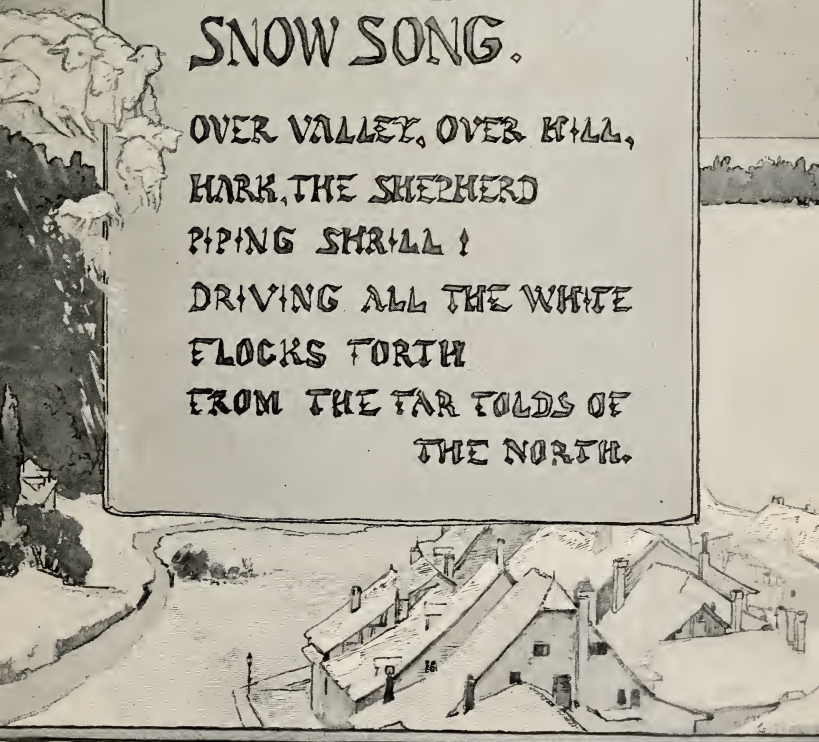 SNOW SONG.
OVER VALLEY, OVER HILL,
HARK, THE SHEPHERD
PIPING SHRILL!
DRIVING ALL THE WHITE
FLOCKS FORTH
FROM THE FAR FOLDS OF
THE NORTH.